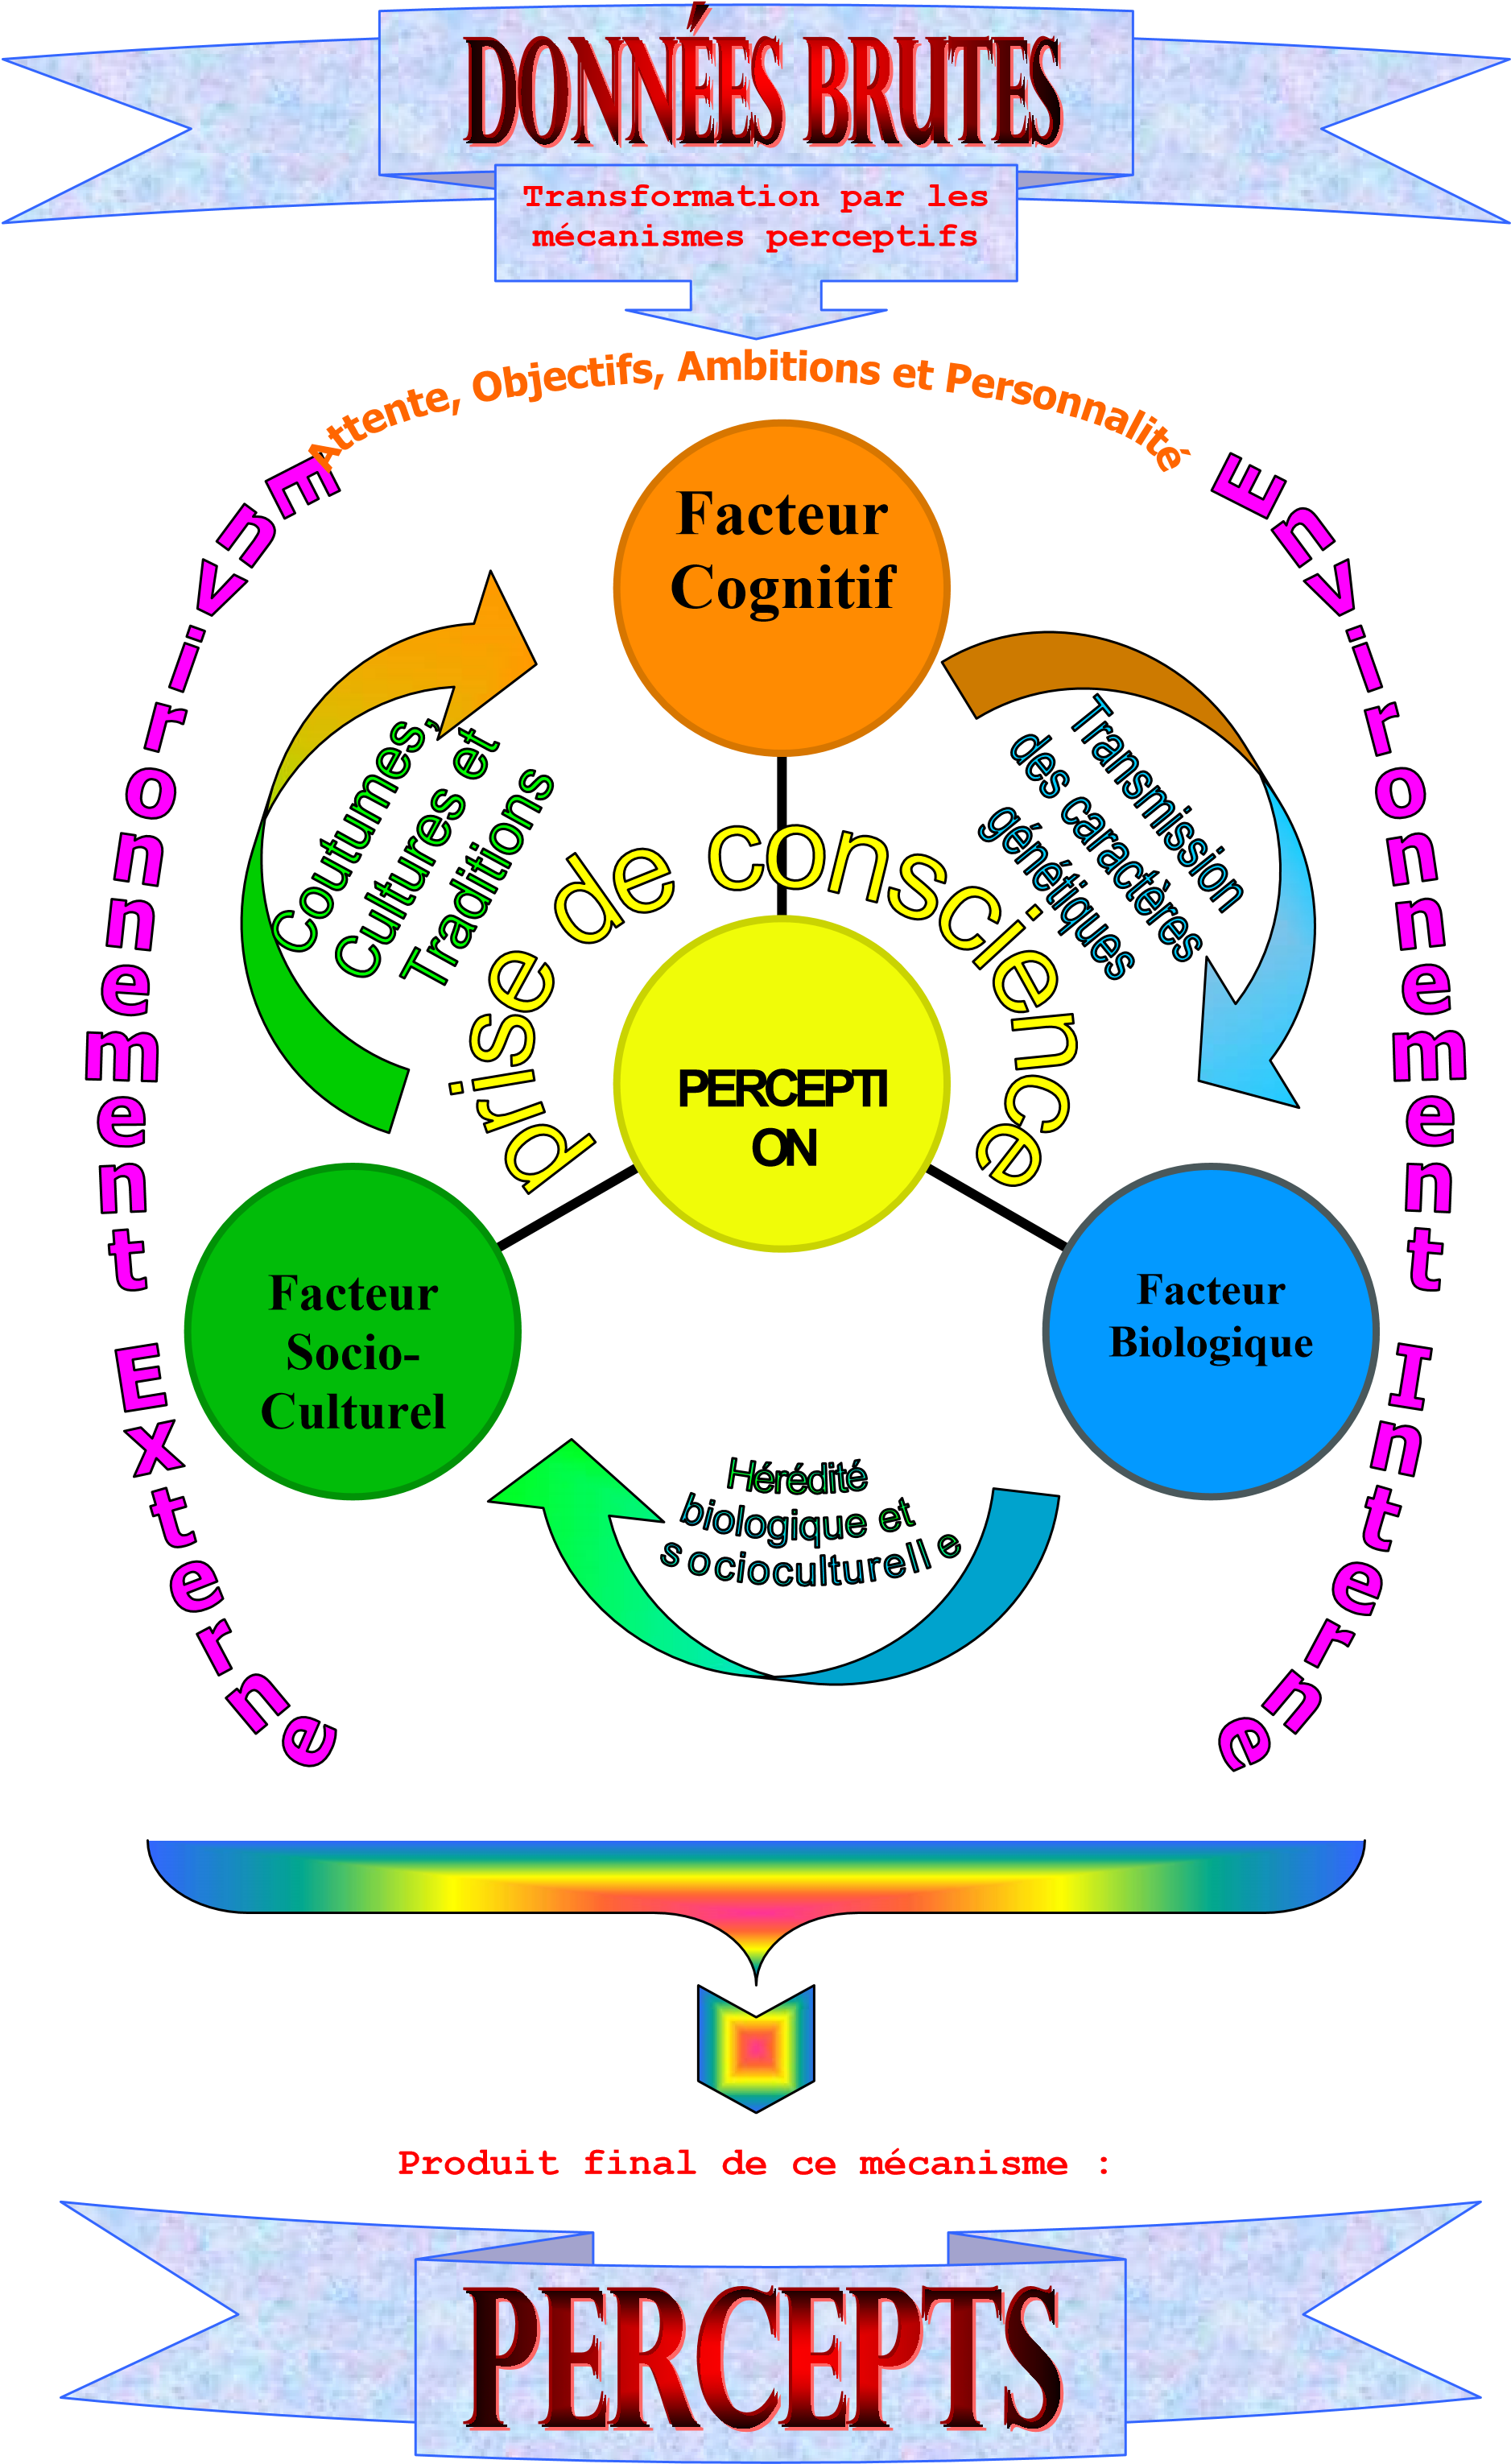 DONNÉES BRUTES
Transformation par les
mécanismes perceptifs
Attente, Objectifs, Ambitions et Personnalité
Environnement Externe
Environnement Interne
Facteur
Cognitif
Coutumes,
Cultures et
Traditions
Transmission
des caractères
génétiques
prise de conscience
PERCEPTI
ON
Facteur
Socio-
Culturel
Facteur
Biologique
Hérédité
biologique et
socioculturelle
Produit final de ce mécanisme :
PERCEPTS